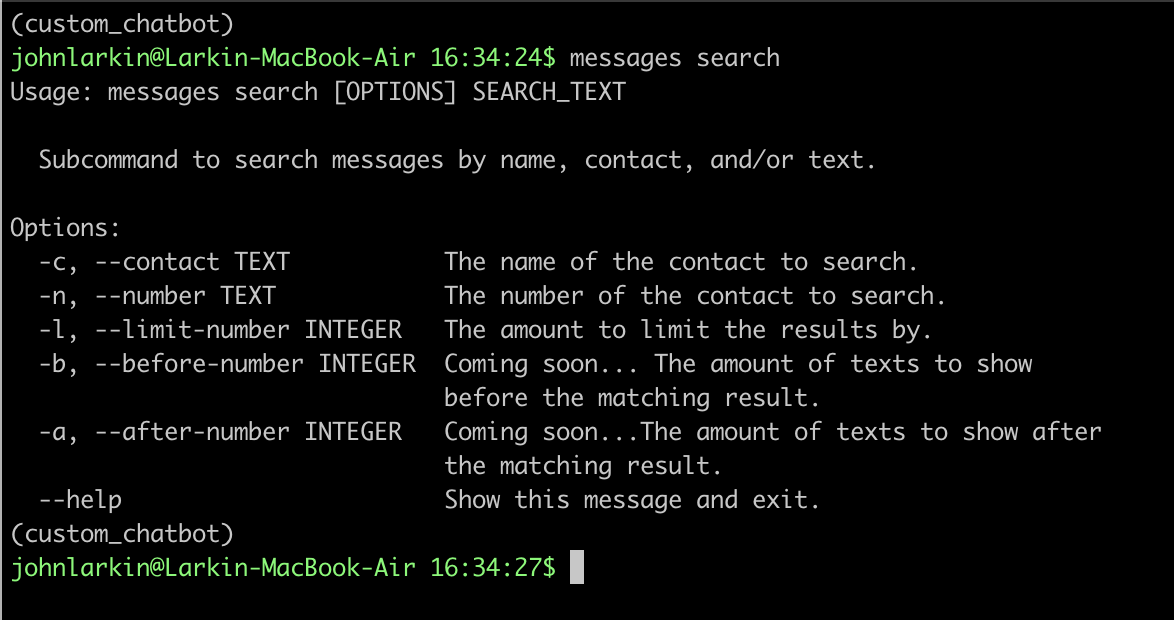 (custom_chatbot)
johnlarkin@Larkin-MacBook-Air 16:34:24$ messages search
Usage: messages search [OPTIONS] SEARCH_TEXT
Subcommand to search messages by name, contact, and/or text.
Options:
-c, --contact TEXT The name of the contact to search.
-n, --number TEXT The number of the contact to search.
-l, --limit-number INTEGER The amount to limit the results by.
-b, --before-number INTEGER Coming soon... The amount of texts to show
before the matching result.
-a, --after-number INTEGER Coming soon...The amount of texts to show after
the matching result.
--help Show this message and exit.
(custom_chatbot)
johnlarkin@Larkin-MacBook-Air 16:34:27$